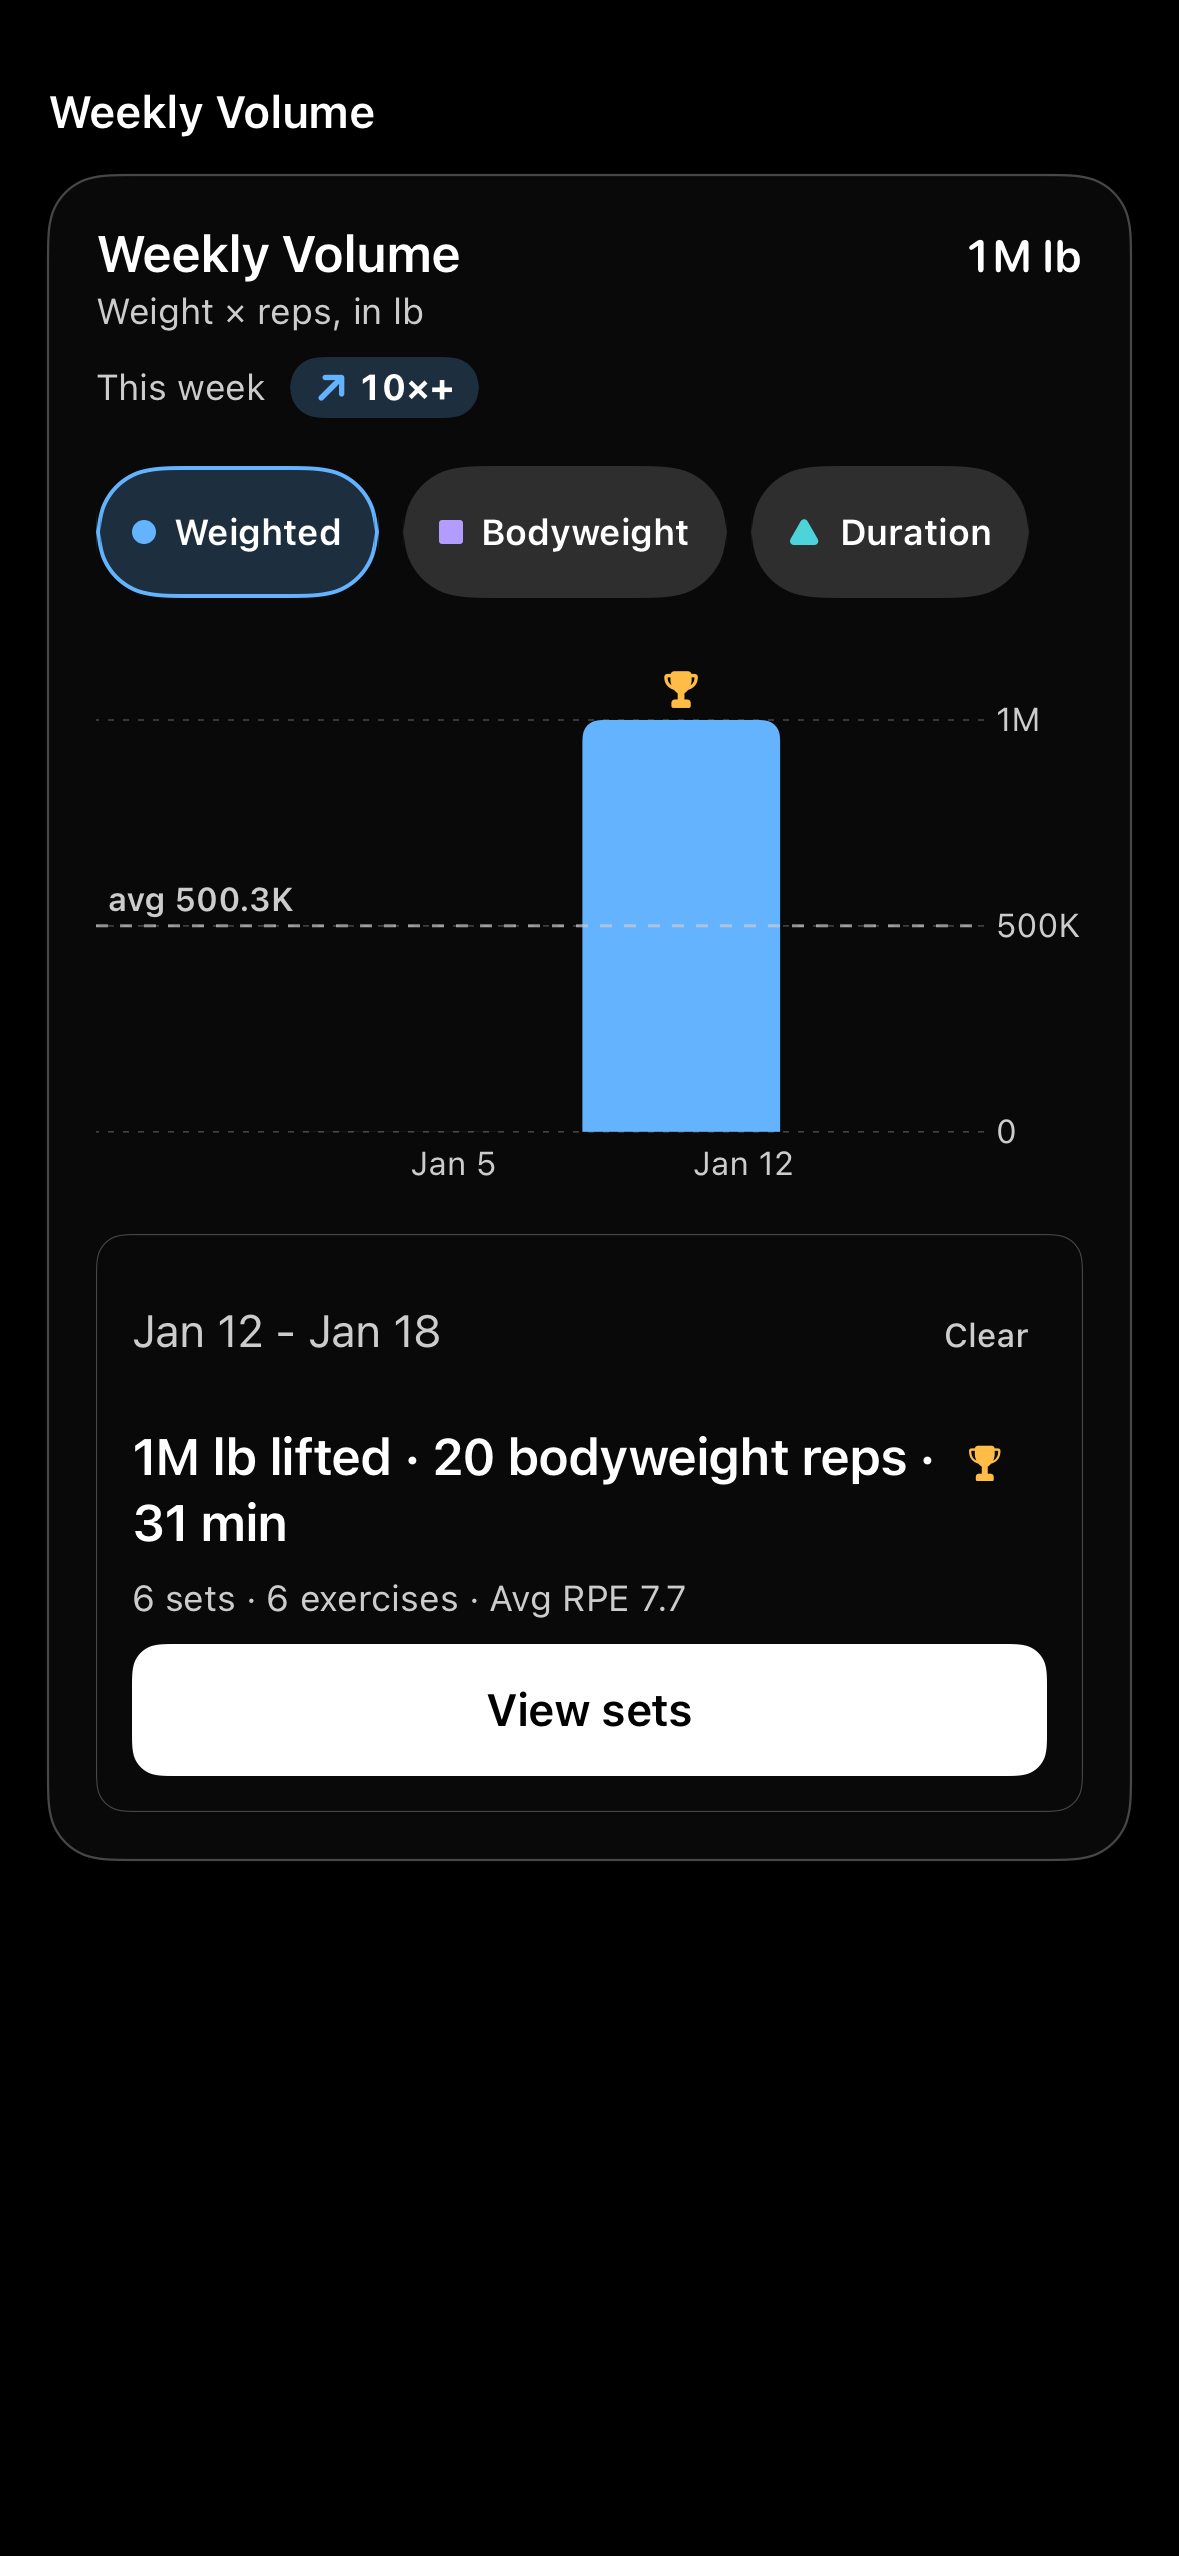 Weekly Volume
Weekly Volume
1M lb
Weight × reps, in lb
This week
10×+
Weighted
Bodyweight
Duration
1M
avg 500.3K
500K
0
Jan 5
Jan 12
Jan 12 - Jan 18
Clear
1M lb lifted · 20 bodyweight reps ·
31 min
6 sets · 6 exercises · Avg RPE 7.7
View sets